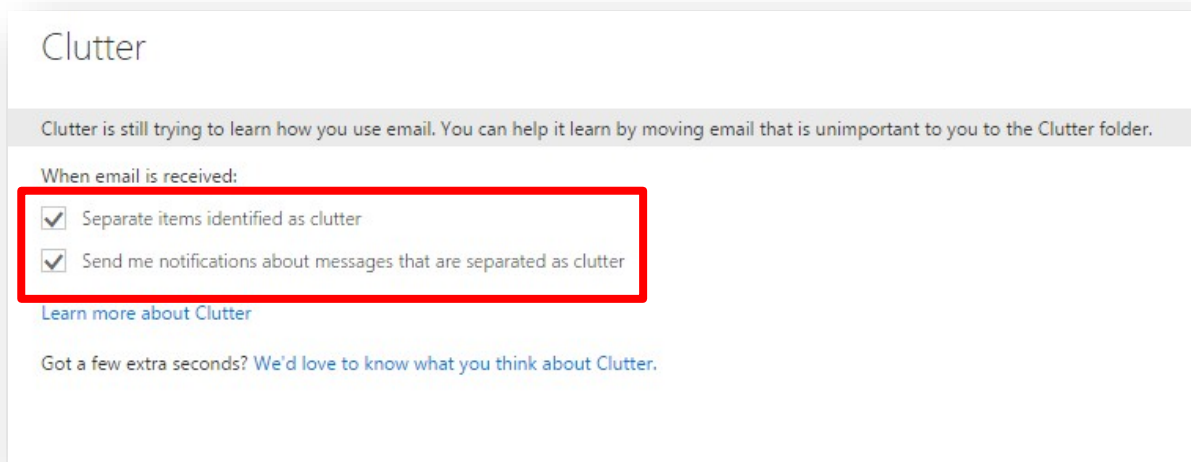 Clutter
Clutter is still trying to learn how you use email. You can help it learn by moving email that is unimportant to you to the Clutter folder.
When email is received:
Separate items identified as clutter
Send me notifications about messages that are separated as clutter
Learn more about Clutter
Got a few extra seconds? We'd love to know what you think about Clutter.